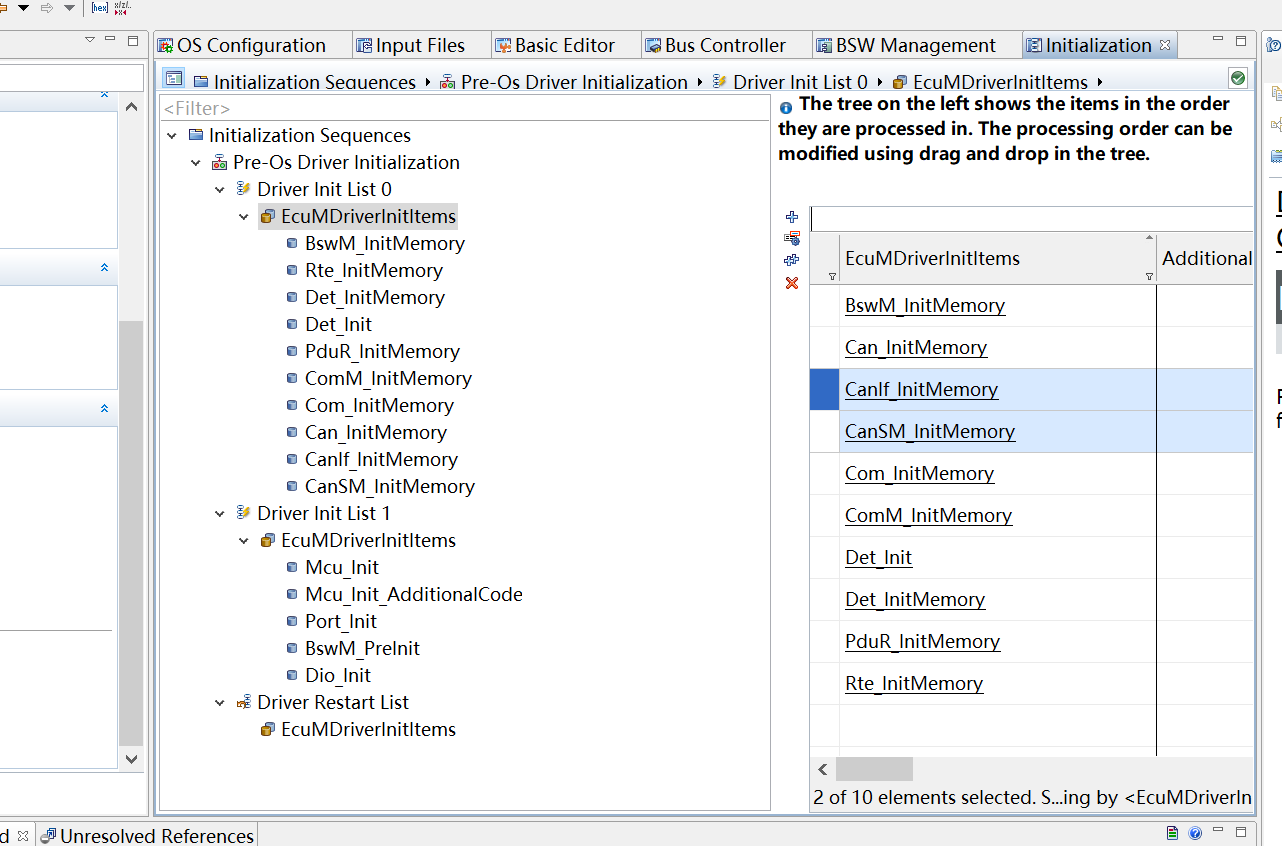 [hex]
OS Configuration Input Files Basic Editor Bus Controller BSW Management Initialization
Initialization Sequences Pre-Os Driver Initialization Driver Init List 0 EcuMDriverInitItems
<Filter>
Initialization Sequences
Pre-Os Driver Initialization
Driver Init List 0
EcuMDriverInitItems
BswM_InitMemory
Rte_InitMemory
Det_InitMemory
Det_Init
PduR_InitMemory
ComM_InitMemory
Com_InitMemory
Can_InitMemory
CanIf_InitMemory
CanSM_InitMemory
Driver Init List 1
EcuMDriverInitItems
Mcu_Init
Mcu_Init_AdditionalCode
Port_Init
BswM_PreInit
Dio_Init
Driver Restart List
EcuMDriverInitItems
The tree on the left shows the items in the order
they are processed in. The processing order can be
modified using drag and drop in the tree.
EcuMDriverInitItems Additional
BswM_InitMemory
Can_InitMemory
CanIf_InitMemory
CanSM_InitMemory
Com_InitMemory
ComM_InitMemory
Det_Init
Det_InitMemory
PduR_InitMemory
Rte_InitMemory
2 of 10 elements selected. S...ing by <EcuMDriverIn
d Unresolved References